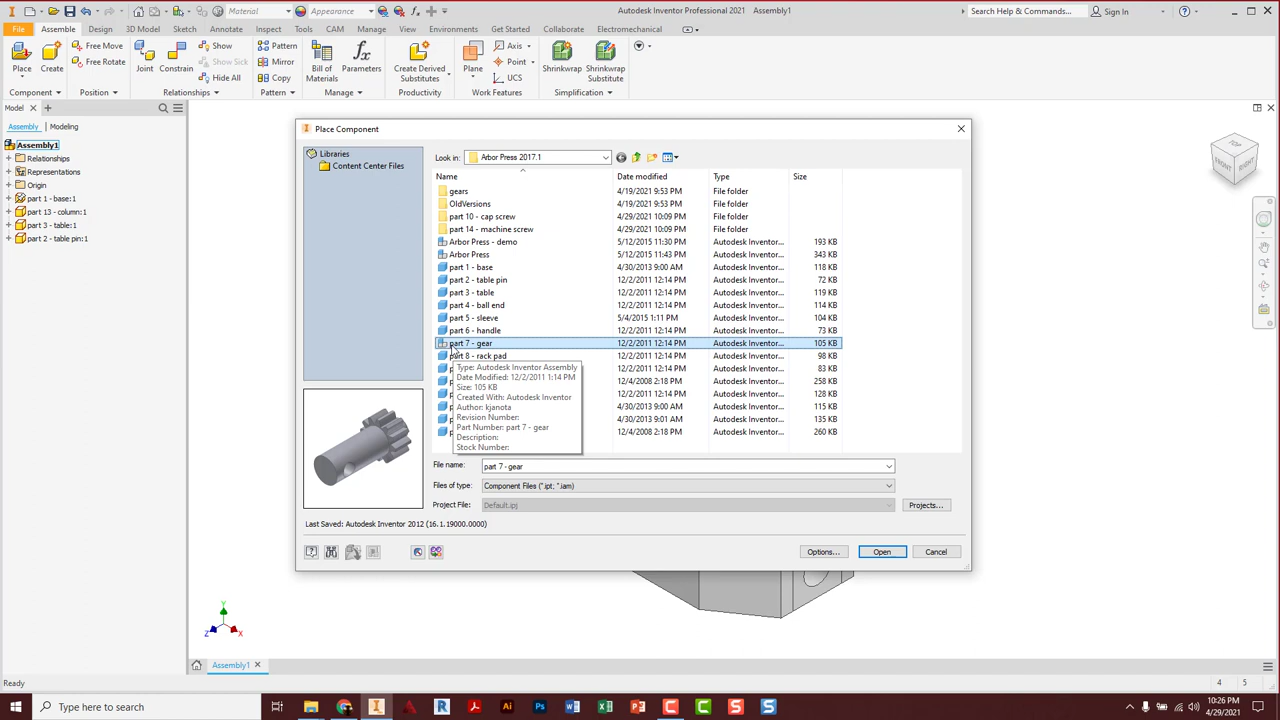 Material
Appearance
Autodesk Inventor Professional 2021 Assembly1
Search Help & Commands...
Sign In
File
Assemble
Design
3D Model
Sketch
Annotate
Inspect
Tools
CAM
Manage
View
Environments
Get Started
Collaborate
Electromechanical
Place
Create
Free Move
Free Rotate
Joint
Constrain
Show
Show Sick
Hide All
Pattern
Mirror
Copy
Bill of
Materials
Parameters
Create Derived
Substitutes
Plane
Axis
Point
UCS
Shrinkwrap
Shrinkwrap
Substitute
Component
Position
Relationships
Pattern
Manage
Productivity
Work Features
Simplification
Model
Assembly
Modeling
Assembly1
Relationships
Representations
Origin
part 1 - base:1
part 13 - column:1
part 3 - table:1
part 2 - table pin:1
Place Component
Libraries
Content Center Files
Look in:
Arbor Press 2017.1
Name
Date modified
Type
Size
gears 4/19/2021 9:53 PM File folder
OldVersions 4/19/2021 9:53 PM File folder
part 10 - cap screw 4/29/2021 10:09 PM File folder
part 14 - machine screw 4/29/2021 10:09 PM File folder
Arbor Press - demo 5/12/2015 11:30 PM Autodesk Inventor... 193 KB
Arbor Press 5/12/2015 11:43 PM Autodesk Inventor... 343 KB
part 1 - base 4/30/2013 9:00 AM Autodesk Inventor... 118 KB
part 2 - table pin 12/2/2011 12:14 PM Autodesk Inventor... 72 KB
part 3 - table 12/2/2011 12:14 PM Autodesk Inventor... 119 KB
part 4 - ball end 12/2/2011 12:14 PM Autodesk Inventor... 114 KB
part 5 - sleeve 5/4/2015 1:11 PM Autodesk Inventor... 104 KB
part 6 - handle 12/2/2011 12:14 PM Autodesk Inventor... 73 KB
part 7 - gear 12/2/2011 12:14 PM Autodesk Inventor... 105 KB
part 8 - rack pad 12/2/2011 12:14 PM Autodesk Inventor... 98 KB
12/2/2011 12:14 PM Autodesk Inventor... 83 KB
12/4/2008 2:18 PM Autodesk Inventor... 258 KB
12/2/2011 12:14 PM Autodesk Inventor... 128 KB
4/30/2013 9:00 AM Autodesk Inventor... 115 KB
4/30/2013 9:01 AM Autodesk Inventor... 135 KB
12/4/2008 2:18 PM Autodesk Inventor... 260 KB
Type: Autodesk Inventor Assembly
Date Modified: 12/2/2011 1:14 PM
Size: 105 KB
Created With: Autodesk Inventor
Author: kjanota
Revision Number:
Part Number: part 7 - gear
Description:
Stock Number:
File name:
part 7 - gear
Files of type:
Component Files (*.ipt; *.iam)
Project File:
Default.ipj
Projects...
Last Saved: Autodesk Inventor 2012 (16.1.19000.0000)
Options...
Open
Cancel
FRONT
RIGHT
Y
Z
X
Assembly1
Ready
4
5
Type here to search
10:26 PM
4/29/2021